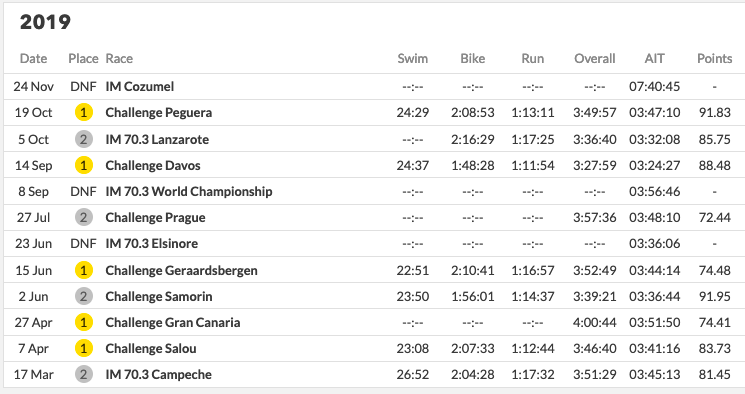 2019
Date Place Race Swim Bike Run Overall AIT Points
24 Nov DNF IM Cozumel --:-- --:-- --:-- --:-- 07:40:45 -
19 Oct 1 Challenge Peguera 24:29 2:08:53 1:13:11 3:49:57 03:47:10 91.83
5 Oct 2 IM 70.3 Lanzarote --:-- 2:16:29 1:17:25 3:36:40 03:32:08 85.75
14 Sep 1 Challenge Davos 24:37 1:48:28 1:11:54 3:27:59 03:24:27 88.48
8 Sep DNF IM 70.3 World Championship --:-- --:-- --:-- --:-- 03:56:46 -
27 Jul 2 Challenge Prague --:-- --:-- --:-- 3:57:36 03:48:10 72.44
23 Jun DNF IM 70.3 Elsinore --:-- --:-- --:-- --:-- 03:36:06 -
15 Jun 1 Challenge Geraardsbergen 22:51 2:10:41 1:16:57 3:52:49 03:44:14 74.48
2 Jun 2 Challenge Samorin 23:50 1:56:01 1:14:37 3:39:21 03:36:44 91.95
27 Apr 1 Challenge Gran Canaria --:-- --:-- --:-- 4:00:44 03:51:50 74.41
7 Apr 1 Challenge Salou 23:08 2:07:33 1:12:44 3:46:40 03:41:16 83.73
17 Mar 2 IM 70.3 Campeche 26:52 2:04:28 1:17:32 3:51:29 03:45:13 81.45